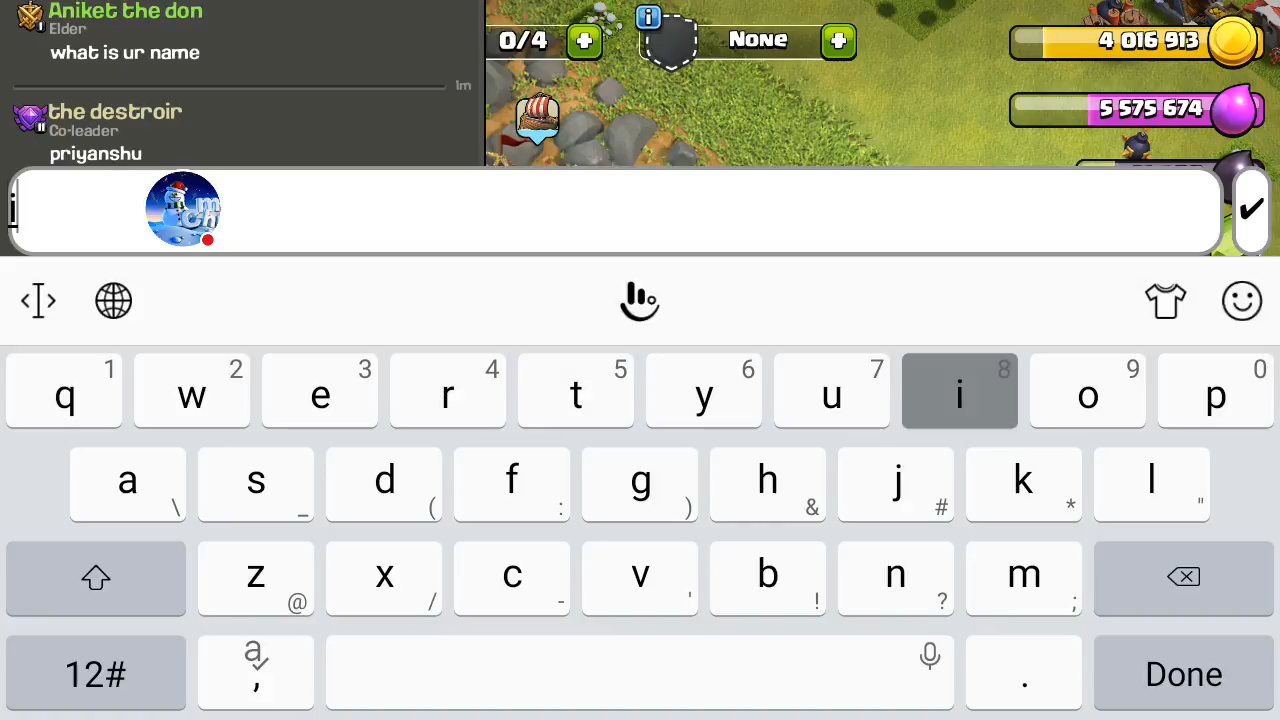 Aniket the don
Elder
what is ur name
1m
the destroir
Co-leader
priyanshu
0/4
None
4 016 913
5 575 674
i
mch
q 1 w 2 e 3 r 4 t 5 y 6 u 7 i 8 o 9 p 0
a \ s _ d ( f : g ) h & j # k * l "
z @ x / c - v ' b ! n ? m ;
12# a , . Done